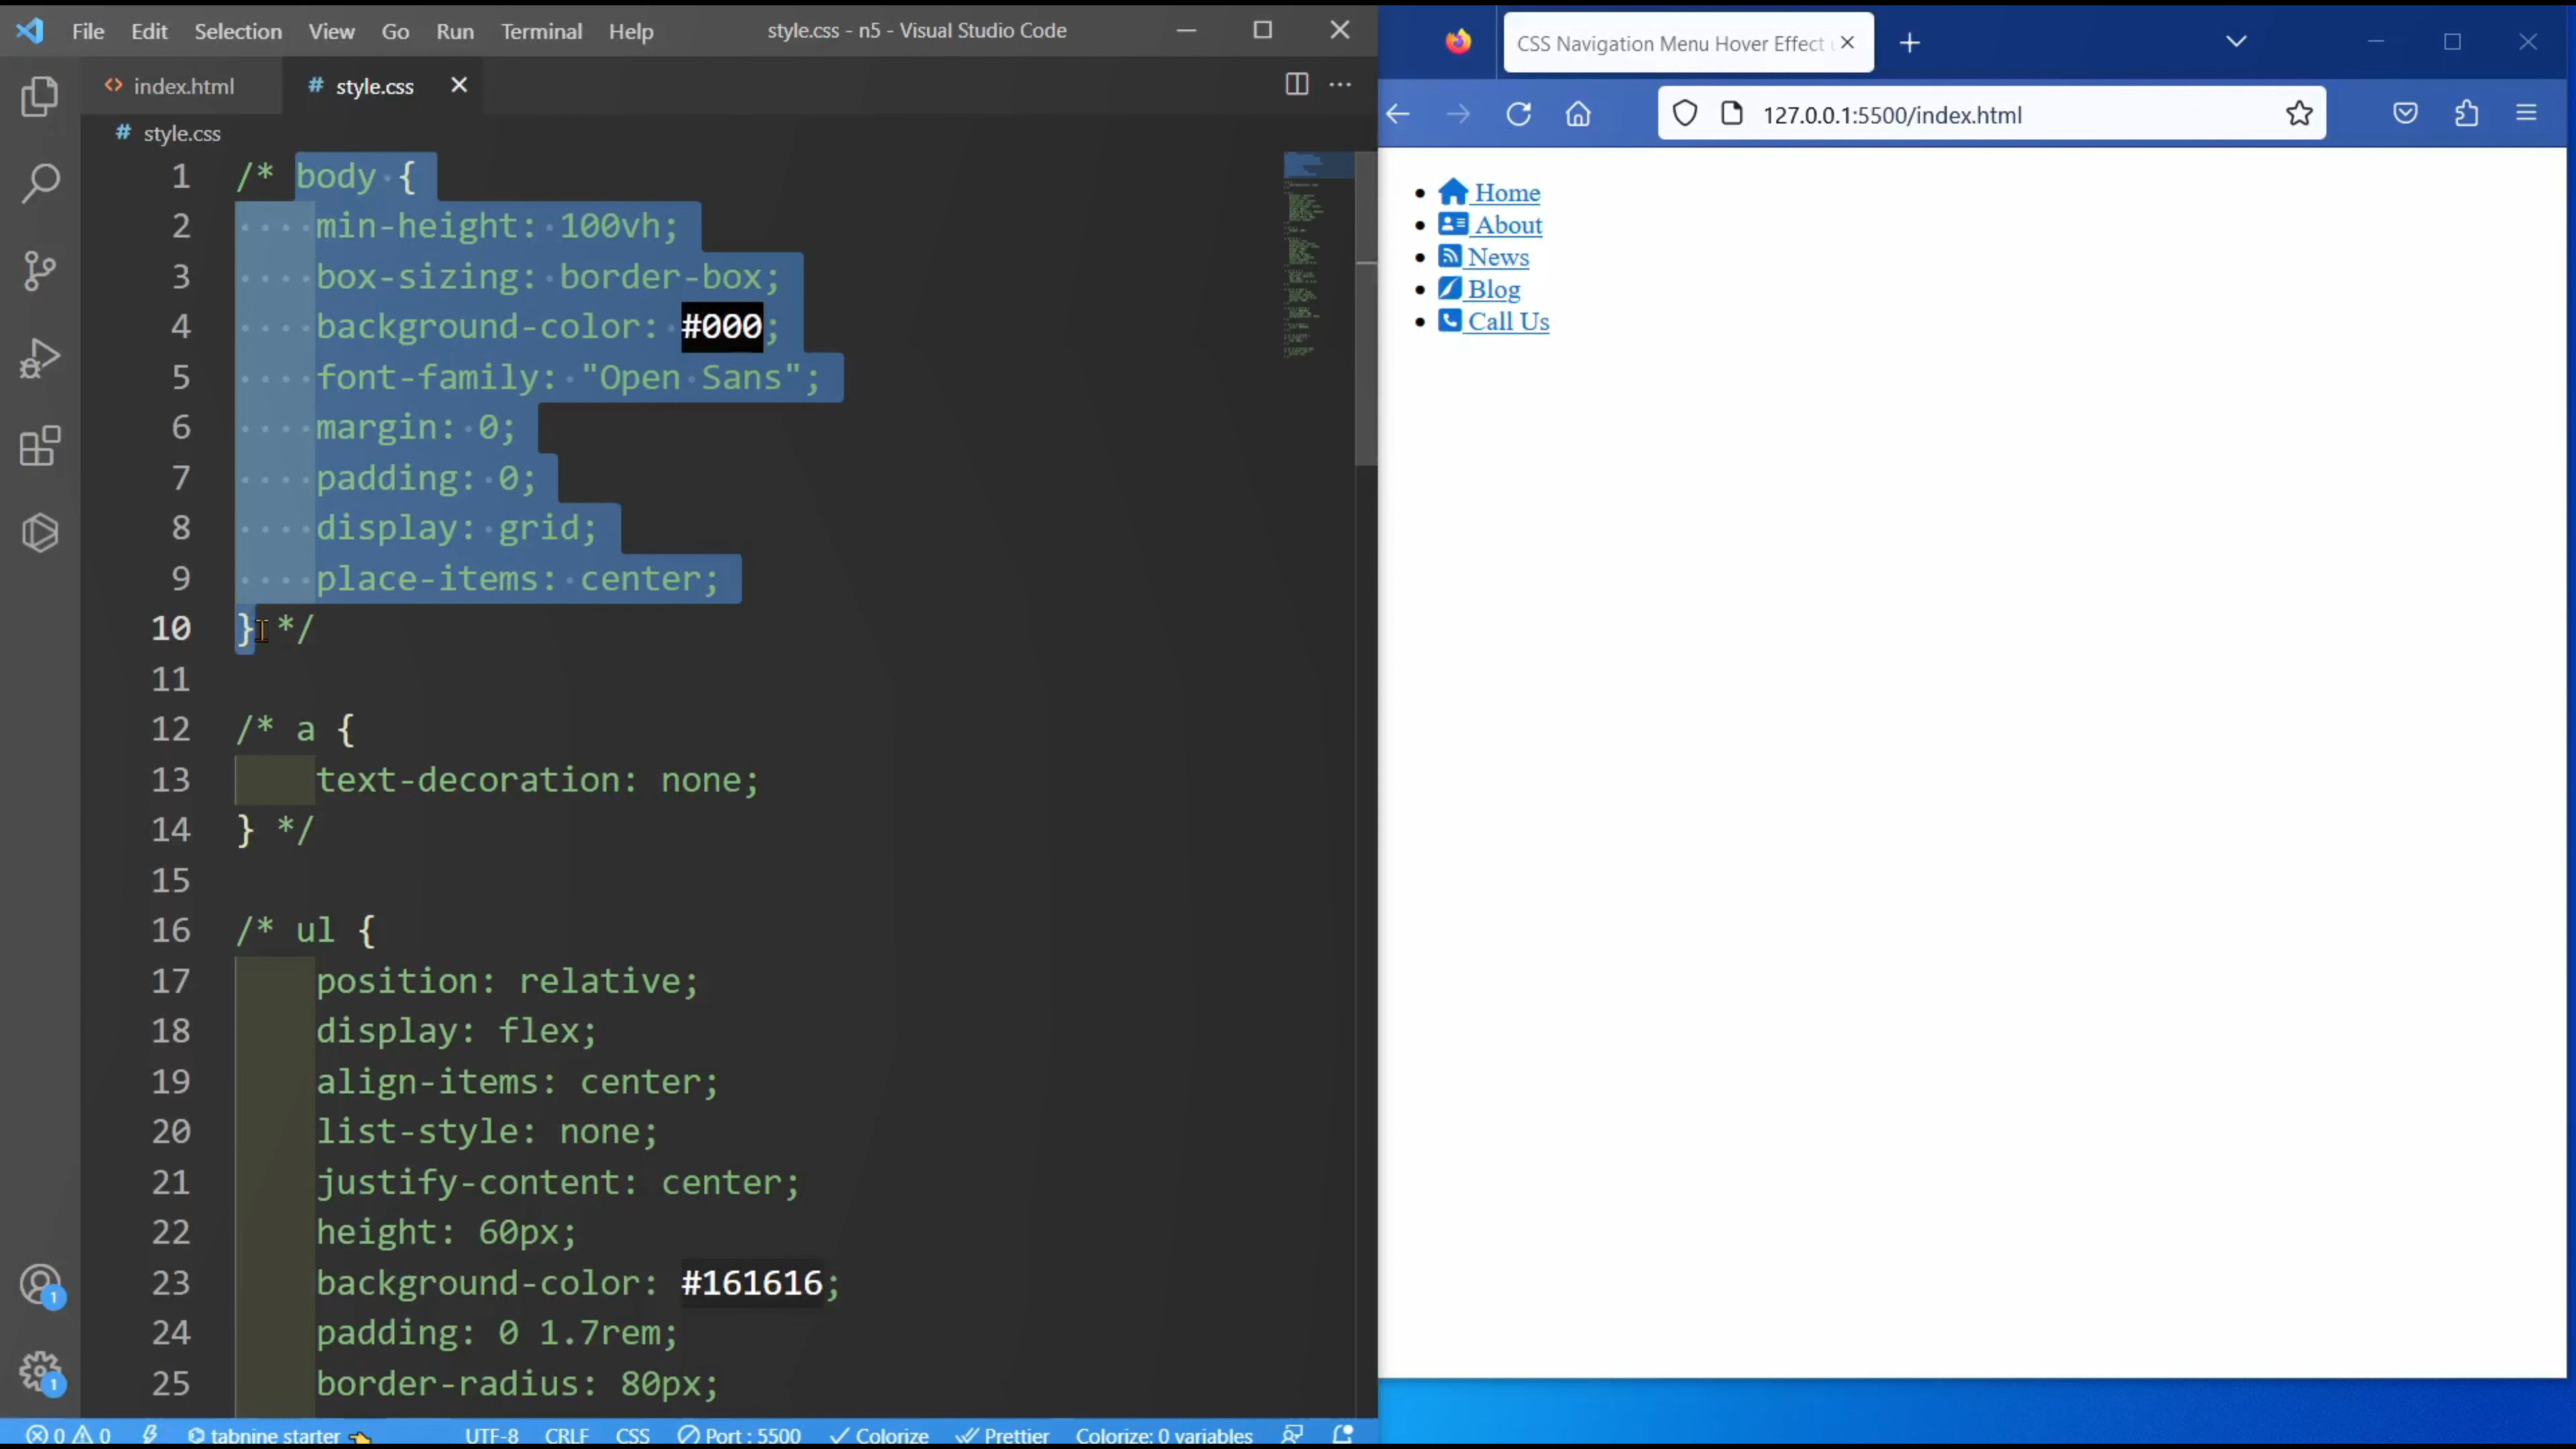 File Edit Selection View Go Run Terminal Help style.css - n5 - Visual Studio Code
index.html # style.css
# style.css
1 /* body {
2 min-height: 100vh;
3 box-sizing: border-box;
4 background-color: #000;
5 font-family: "Open Sans";
6 margin: 0;
7 padding: 0;
8 display: grid;
9 place-items: center;
10 } */
11
12 /* a {
13 text-decoration: none;
14 } */
15
16 /* ul {
17 position: relative;
18 display: flex;
19 align-items: center;
20 list-style: none;
21 justify-content: center;
22 height: 60px;
23 background-color: #161616;
24 padding: 0 1.7rem;
25 border-radius: 80px;
1
1
0 0 tabnine starter UTF-8 CRLF CSS Port : 5500 Colorize Prettier Colorize: 0 variables
CSS Navigation Menu Hover Effect
127.0.0.1:5500/index.html
Home
About
News
Blog
Call Us